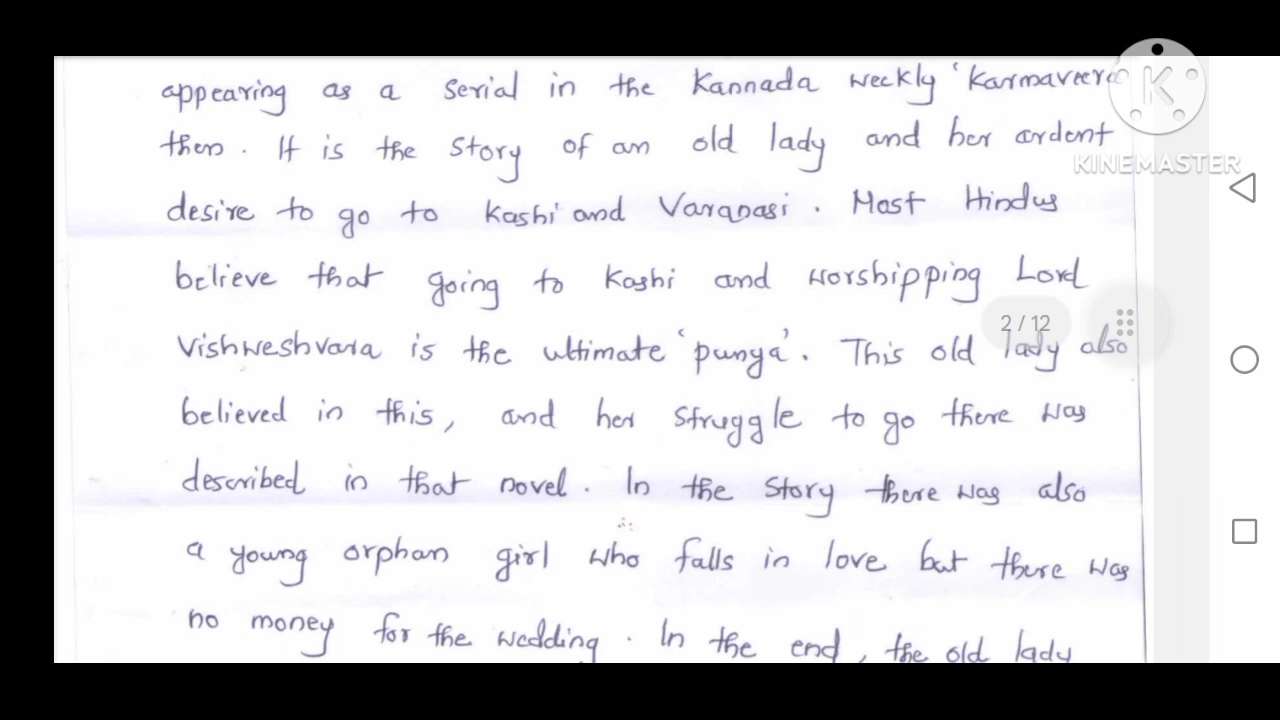 appearing as a serial in the Kannada weekly 'Karmaveera
then. It is the story of an old lady and her ardent
KINEMASTER
desire to go to Kashi and Varanasi. Most Hindus
believe that going to Kashi and worshipping Lord
2/12
Vishweshvara is the ultimate 'punya'. This old lady also
believed in this, and her struggle to go there was
described in that novel. In the story there was also
a young orphan girl who falls in love but there was
no money for the wedding. In the end, the old lady